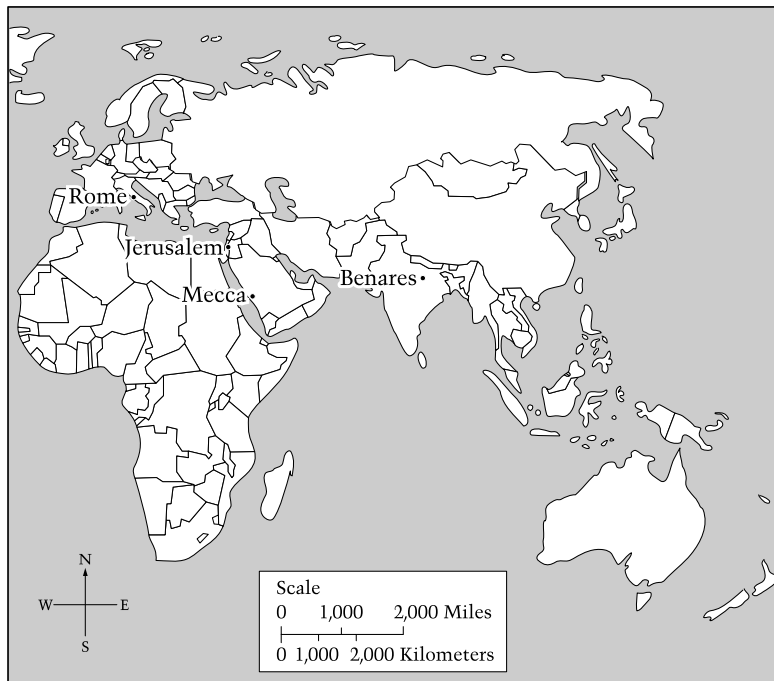 Rome
Jerusalem
Benares
Mecca
N
W E
S
Scale
0 1,000 2,000 Miles
0 1,000 2,000 Kilometers